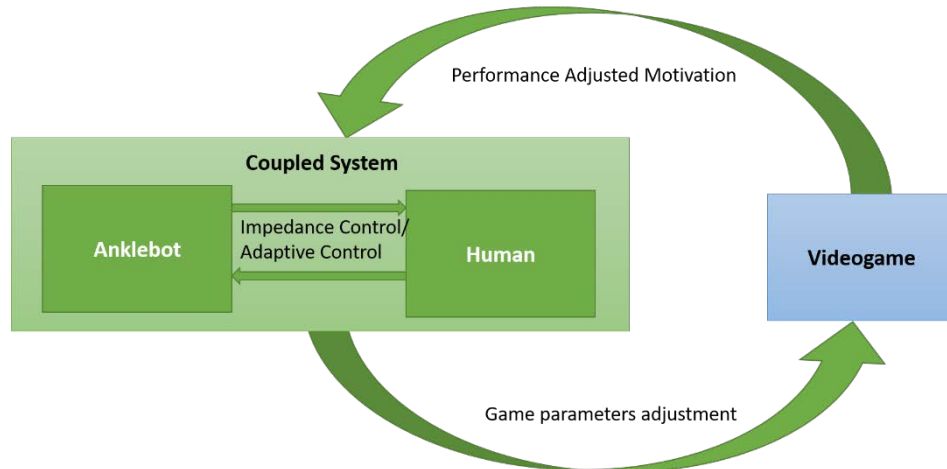 Performance Adjusted Motivation
Coupled System
Anklebot
Impedance Control/
Adaptive Control
Human
Videogame
Game parameters adjustment